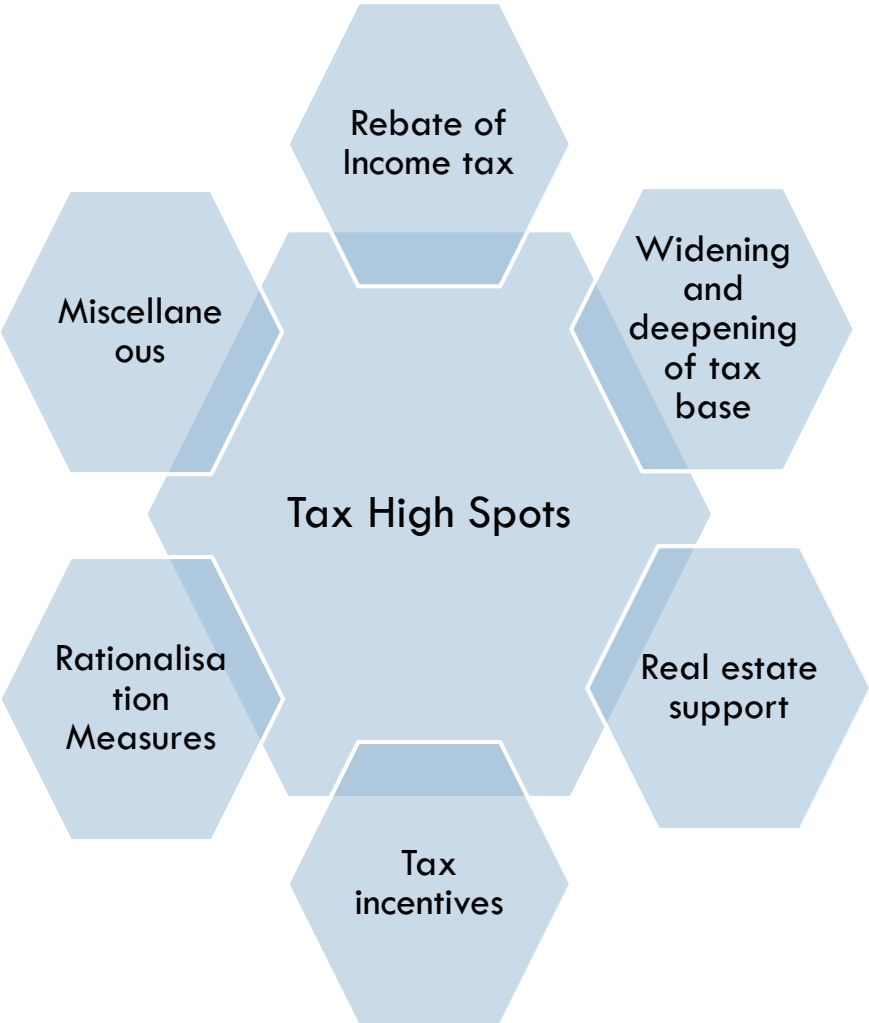 Rebate of
Income tax
Widening
and
deepening
of tax
base
Miscellane
ous
Tax High Spots
Rationalisa
tion
Measures
Real estate
support
Tax
incentives